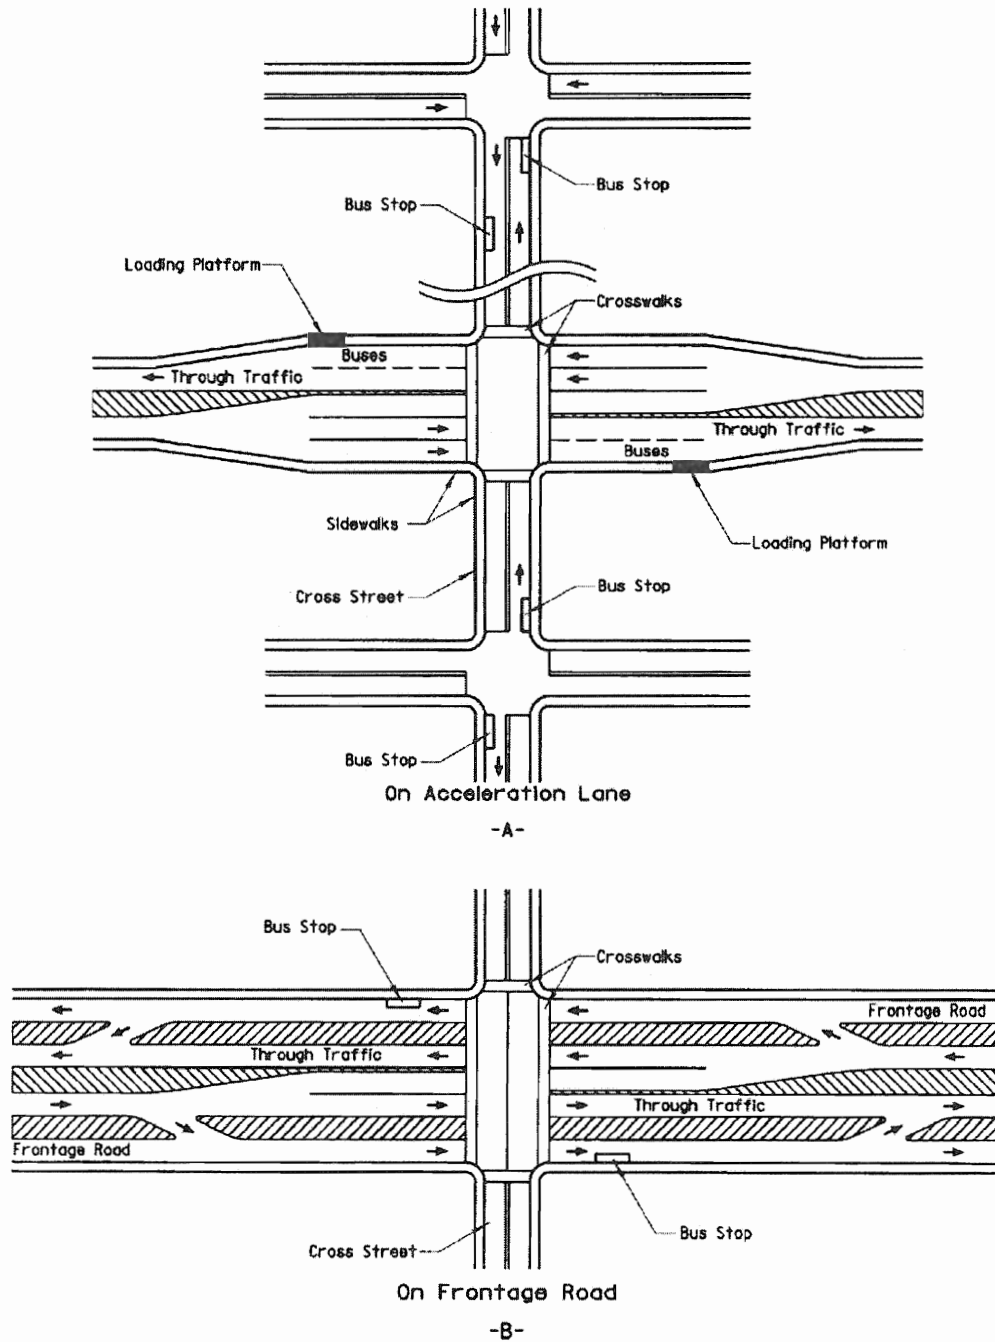 Bus Stop
Bus Stop
Loading Platform
Crosswalks
Buses
Through Traffic
Through Traffic
Buses
Sidewalks
Loading Platform
Cross Street
Bus Stop
Bus Stop
On Acceleration Lane
-A-
Bus Stop
Crosswalks
Frontage Road
Through Traffic
Through Traffic
Frontage Road
Bus Stop
Cross Street
On Frontage Road
-B-